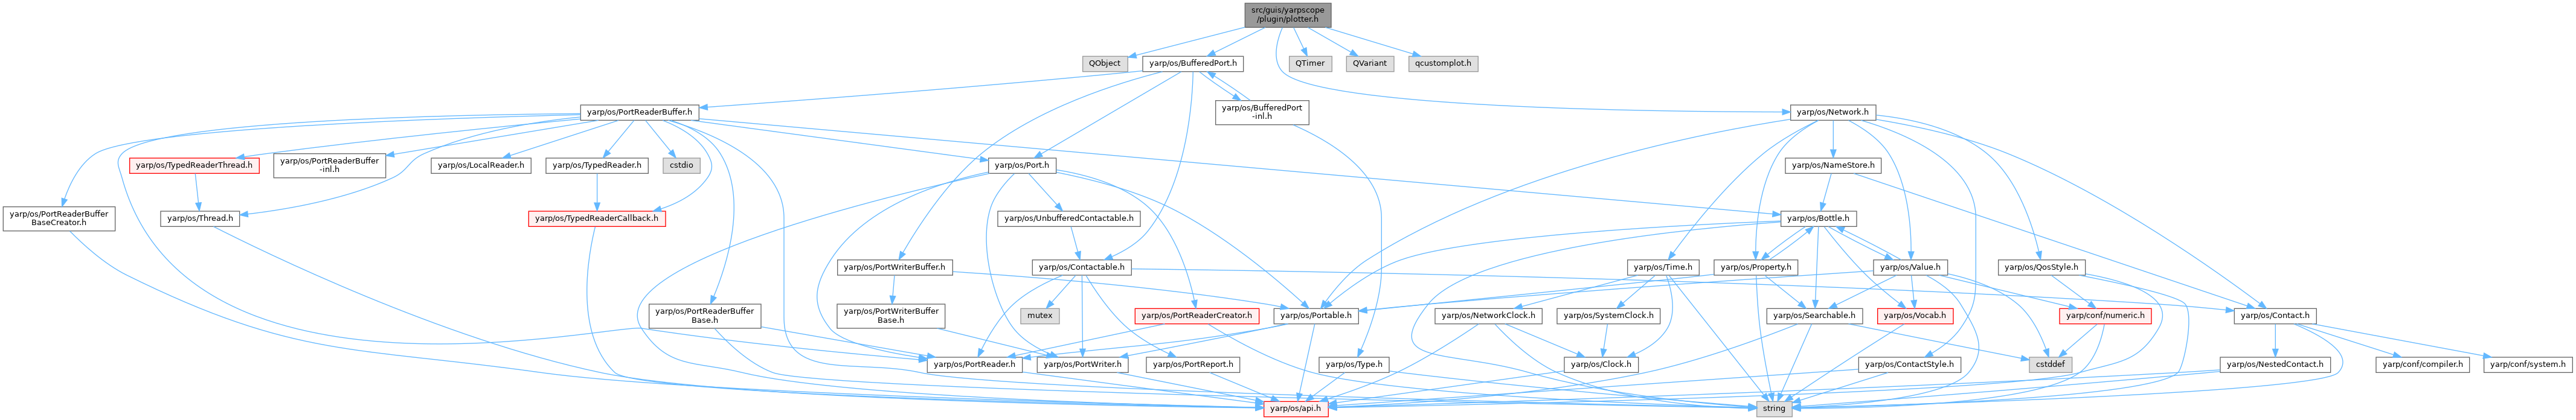 src/guis/yarpscope
/plugin/plotter.h
QObject
yarp/os/BufferedPort.h
QTimer
QVariant
qcustomplot.h
yarp/os/PortReaderBuffer.h
yarp/os/BufferedPort
-inl.h
yarp/os/Network.h
yarp/os/TypedReaderThread.h
yarp/os/PortReaderBuffer
-inl.h
yarp/os/LocalReader.h
yarp/os/TypedReader.h
cstdio
yarp/os/Port.h
yarp/os/NameStore.h
yarp/os/PortReaderBuffer
BaseCreator.h
yarp/os/Thread.h
yarp/os/TypedReaderCallback.h
yarp/os/UnbufferedContactable.h
yarp/os/Bottle.h
yarp/os/PortWriterBuffer.h
yarp/os/Contactable.h
yarp/os/Time.h
yarp/os/Property.h
yarp/os/Value.h
yarp/os/QosStyle.h
yarp/os/PortReaderBuffer
Base.h
yarp/os/PortWriterBuffer
Base.h
mutex
yarp/os/PortReaderCreator.h
yarp/os/Portable.h
yarp/os/NetworkClock.h
yarp/os/SystemClock.h
yarp/os/Searchable.h
yarp/os/Vocab.h
yarp/conf/numeric.h
yarp/os/Contact.h
yarp/os/PortReader.h
yarp/os/PortWriter.h
yarp/os/PortReport.h
yarp/os/Type.h
yarp/os/Clock.h
yarp/os/ContactStyle.h
cstddef
yarp/os/NestedContact.h
yarp/conf/compiler.h
yarp/conf/system.h
yarp/os/api.h
string